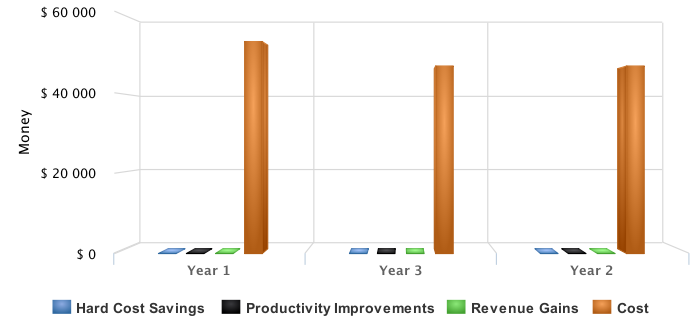 $ 60 000
$ 40 000
$ 20 000
$ 0
Money
Year 1
Year 3
Year 2
Hard Cost Savings
Productivity Improvements
Revenue Gains
Cost